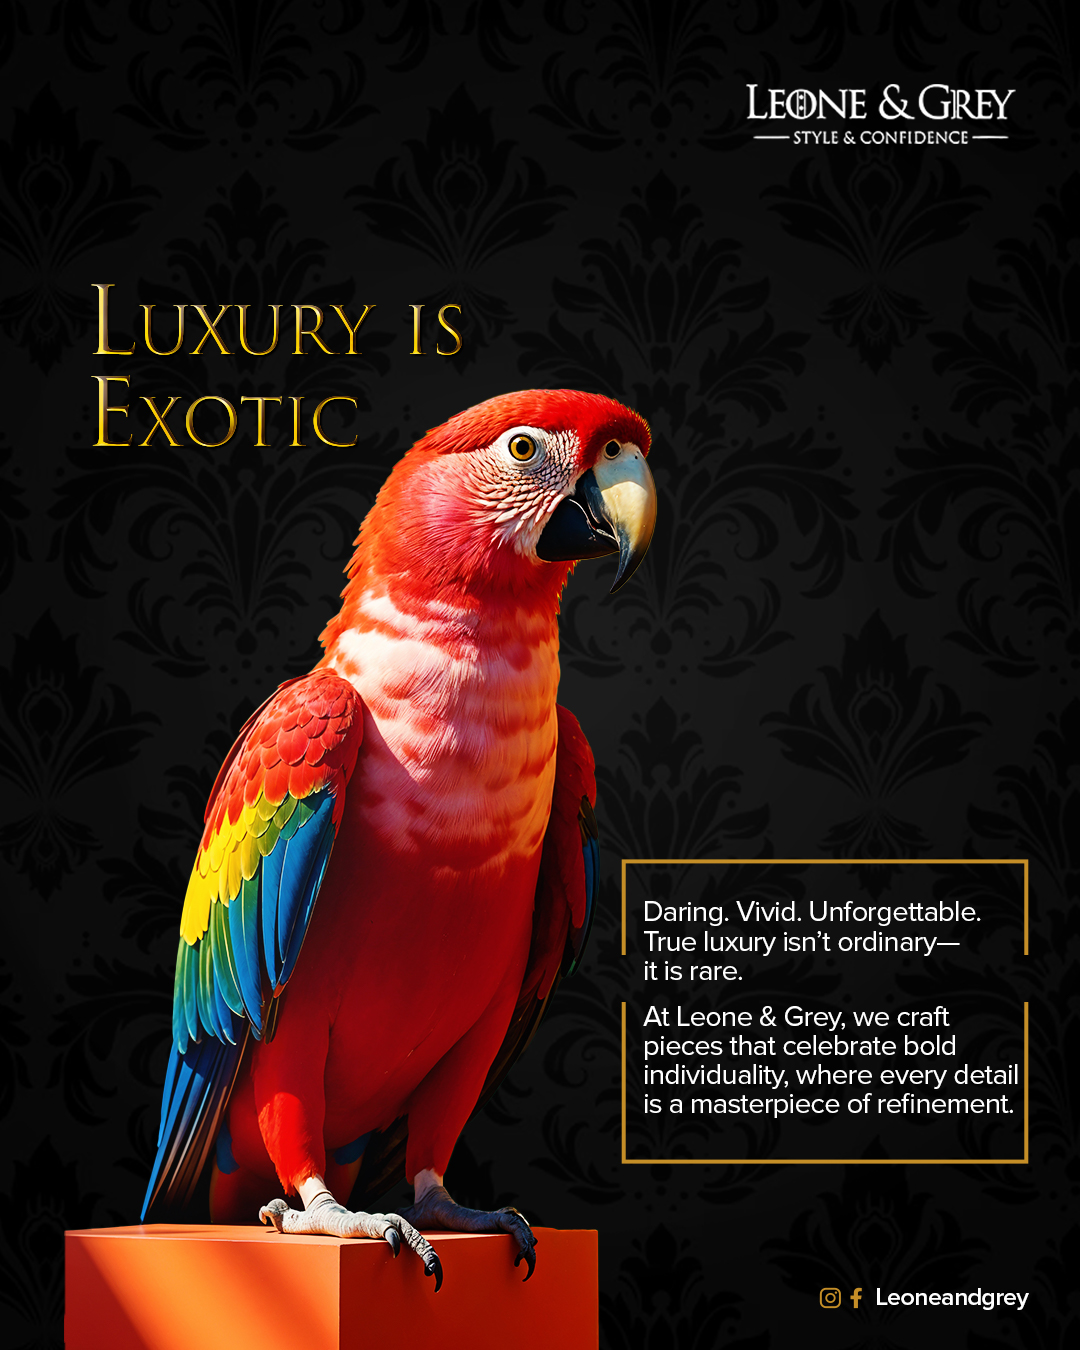 LEONE & GREY
STYLE & CONFIDENCE
LUXURY IS
EXOTIC
Daring. Vivid. Unforgettable.
True luxury isn’t ordinary—
it is rare.
At Leone & Grey, we craft
pieces that celebrate bold
individuality, where every detail
is a masterpiece of refinement.
Leoneandgrey